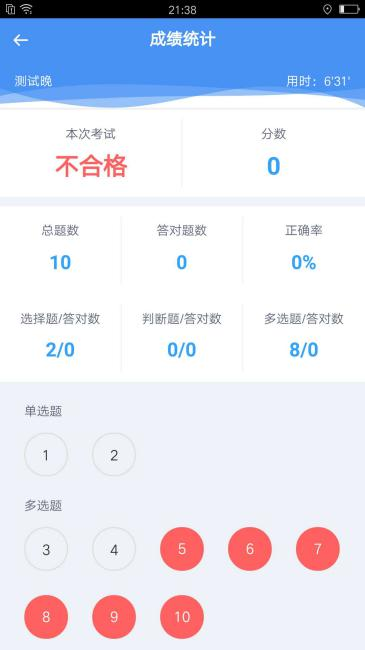 21:38
成绩统计
测试晚 用时：6'31'
本次考试 分数
不合格 0
总题数 答对题数 正确率
10 0 0%
选择题/答对数 判断题/答对数 多选题/答对数
2/0 0/0 8/0
单选题
1 2
多选题
3 4 5 6 7
8 9 10